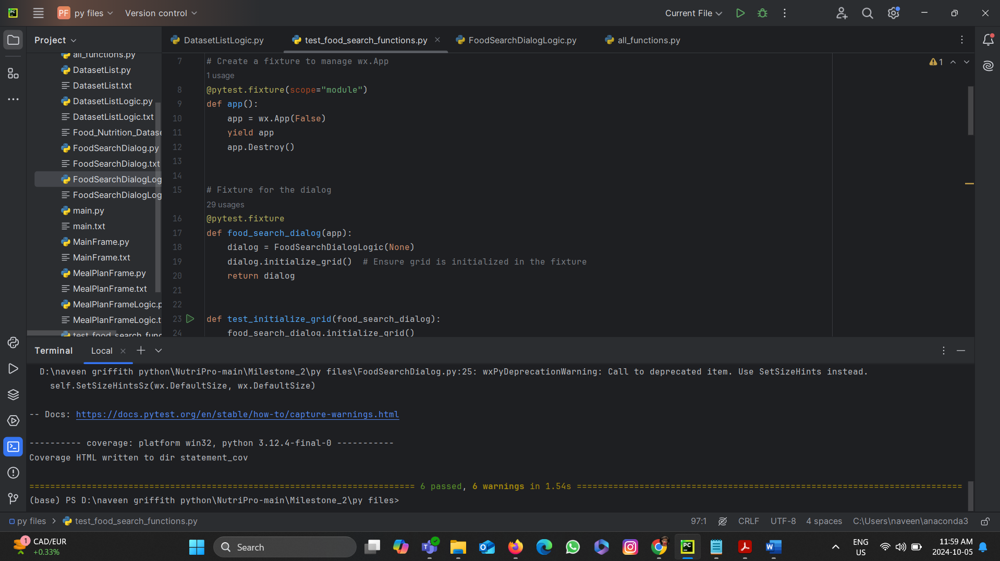 PF py files Version control Current File
Project
DatasetListLogic.py test_food_search_functions.py FoodSearchDialogLogic.py all_functions.py
all_functions.py
DatasetList.py
DatasetList.txt
DatasetListLogic.py
DatasetListLogic.txt
Food_Nutrition_Datase
FoodSearchDialog.py
FoodSearchDialog.txt
FoodSearchDialogLog
FoodSearchDialogLog
main.py
main.txt
MainFrame.py
MainFrame.txt
MealPlanFrame.py
MealPlanFrame.txt
MealPlanFrameLogic.p
MealPlanFrameLogic.t
test_food_search_func
1
7 # Create a fixture to manage wx.App
1 usage
8 @pytest.fixture(scope="module")
9 def app():
10 app = wx.App(False)
11 yield app
12 app.Destroy()
13
14
15 # Fixture for the dialog
29 usages
16 @pytest.fixture
17 def food_search_dialog(app):
18 dialog = FoodSearchDialogLogic(None)
19 dialog.initialize_grid()  # Ensure grid is initialized in the fixture
20 return dialog
21
22
23 def test_initialize_grid(food_search_dialog):
24 food_search_dialog.initialize_grid()
Terminal Local
D:\naveen griffith python\NutriPro-main\Milestone_2\py files\FoodSearchDialog.py:25: wxPyDeprecationWarning: Call to deprecated item. Use SetSizeHints instead.
self.SetSizeHintsSz(wx.DefaultSize, wx.DefaultSize)
-- Docs: https://docs.pytest.org/en/stable/how-to/capture-warnings.html
---------- coverage: platform win32, python 3.12.4-final-0 -----------
Coverage HTML written to dir statement_cov
========================================================================== 6 passed, 6 warnings in 1.54s ==========================================================================
(base) PS D:\naveen griffith python\NutriPro-main\Milestone_2\py files>
py files > test_food_search_functions.py 97:1 CRLF UTF-8 4 spaces C:\Users\naveen\anaconda3
1 CAD/EUR
+0.33%
Search
ENG
US
11:59 AM
2024-10-05